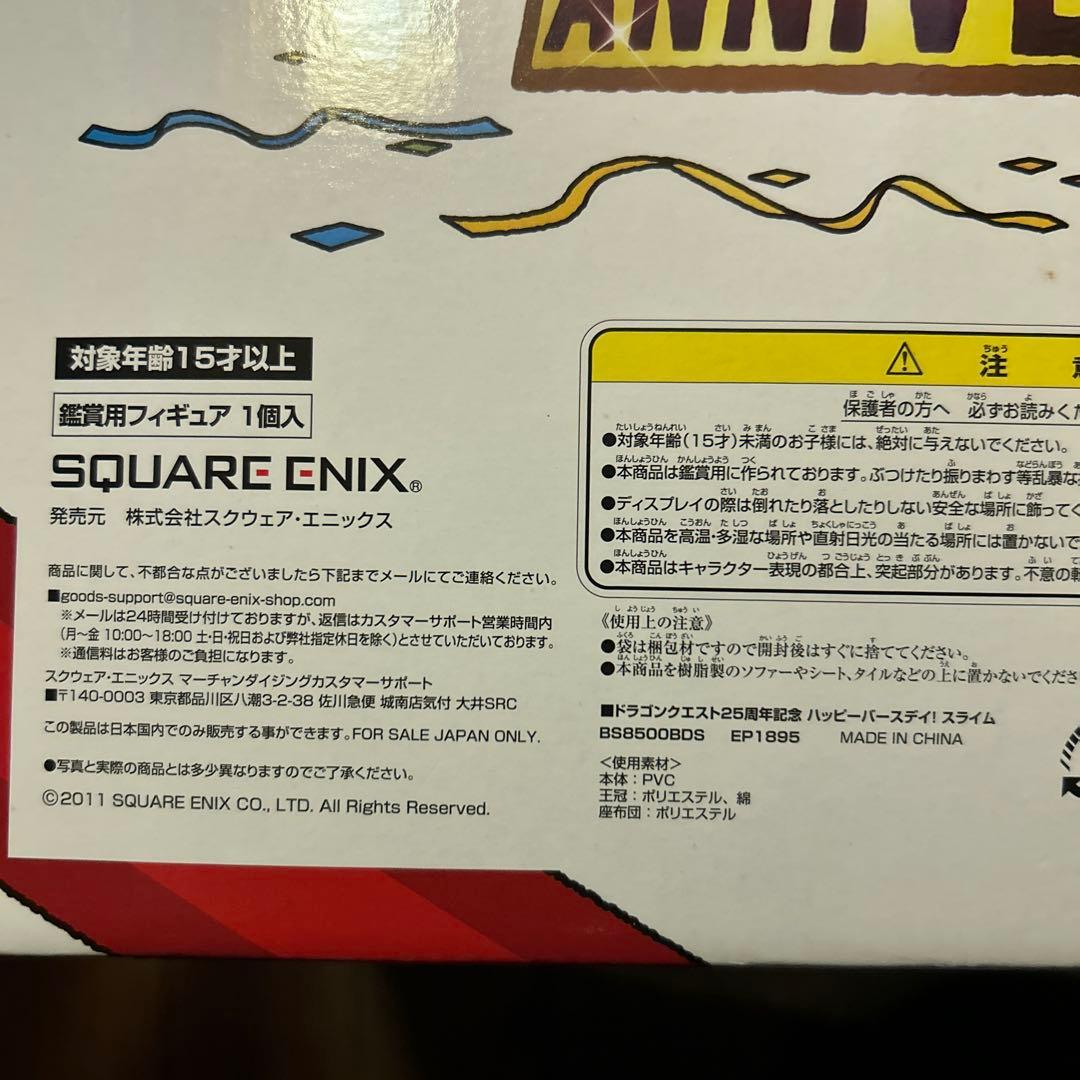 ANNIV
対象年齢15才以上
鑑賞用フィギュア 1個入
SQUARE ENIX®
発売元 株式会社スクウェア・エニックス
商品に関して、不都合な点がございましたら下記までメールにてご連絡ください。
■goods-support@square-enix-shop.com
※メールは24時間受け付けておりますが、返信はカスタマーサポート営業時間内
(月〜金 10:00〜18:00 土・日・祝日および弊社指定休日を除く)とさせていただいております。
※通信料はお客様のご負担になります。
スクウェア・エニックス マーチャンダイジングカスタマーサポート
■〒140-0003 東京都品川区八潮3-2-38 佐川急便 城南店気付 大井SRC
この製品は日本国内でのみ販売する事ができます。FOR SALE JAPAN ONLY.
●写真と実際の商品とは多少異なりますのでご了承ください。
©2011 SQUARE ENIX CO., LTD. All Rights Reserved.
注
保護者の方へ 必ずお読みくだ
●対象年齢(15才)未満のお子様には、絶対に与えないでください。
●本商品は鑑賞用に作られております。ぶつけたり振りまわす等乱暴な
●ディスプレイの際は倒れたり落としたりしない安全な場所に飾ってく
●本商品を高温・多湿な場所や直射日光の当たる場所には置かないで
●本商品はキャラクター表現の都合上、突起部分があります。不意の転
《使用上の注意》
●袋は梱包材ですので開封後はすぐに捨ててください。
●本商品を樹脂製のソファーやシート、タイルなどの上に置かないでくださ
■ドラゴンクエスト25周年記念 ハッピーバースデイ! スライム
BS8500BDS EP1895 MADE IN CHINA
<使用素材>
本体:PVC
王冠:ポリエステル、綿
座布団:ポリエステル